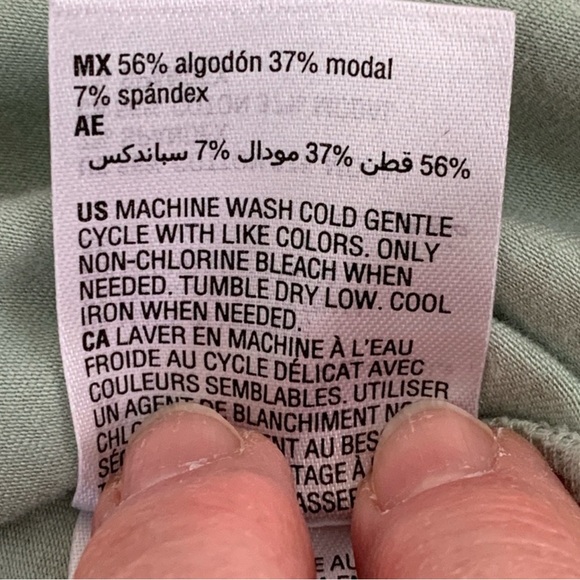 MX 56% algodón 37% modal
7% spándex
AE
56% قطن 37% مودال 7% سباندكس
US MACHINE WASH COLD GENTLE
CYCLE WITH LIKE COLORS. ONLY
NON-CHLORINE BLEACH WHEN
NEEDED. TUMBLE DRY LOW. COOL
IRON WHEN NEEDED.
CA LAVER EN MACHINE À L'EAU
FROIDE AU CYCLE DÉLICAT AVEC
COULEURS SEMBLABLES. UTILISER
UN AGENT DE BLANCHIMENT
AU